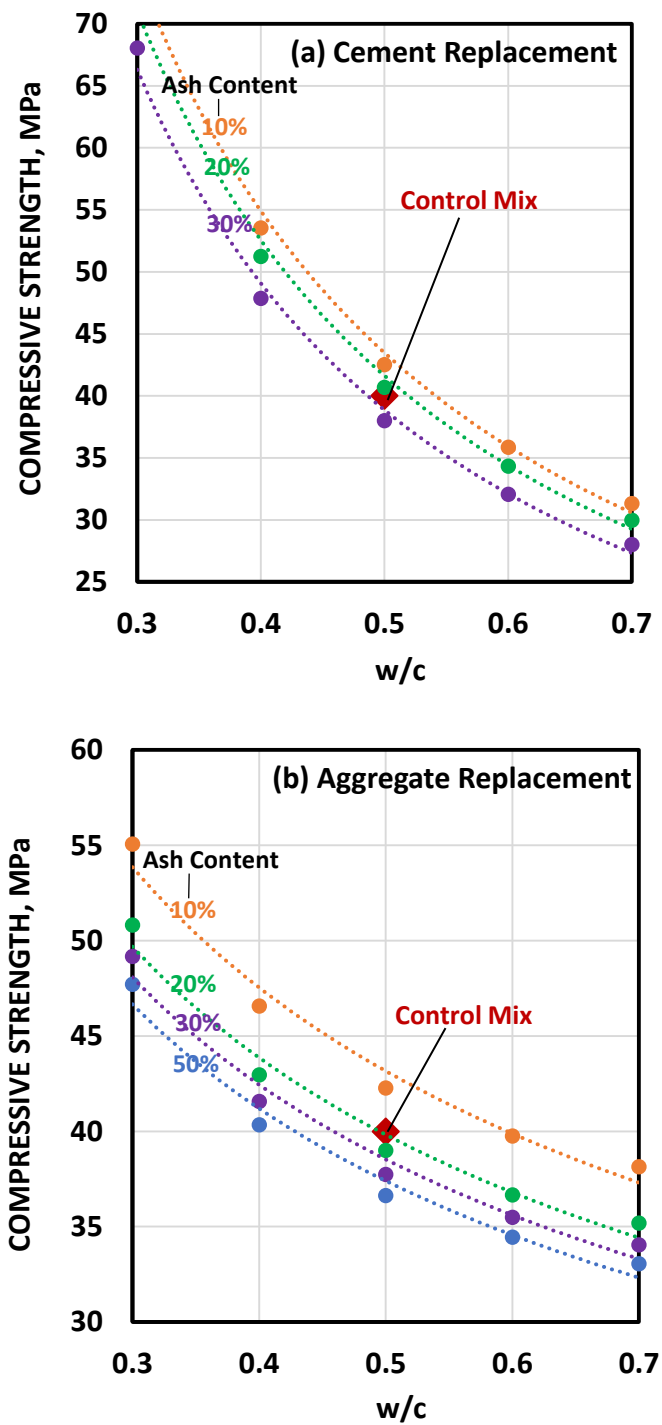 (a) Cement Replacement
COMPRESSIVE STRENGTH, MPa
70
65
60
55
50
45
40
35
30
25
Ash Content
10%
20%
30%
Control Mix
0.3 0.4 0.5 0.6 0.7
w/c
(b) Aggregate Replacement
COMPRESSIVE STRENGTH, MPa
60
55
50
45
40
35
30
Ash Content
10%
20%
30%
50%
Control Mix
0.3 0.4 0.5 0.6 0.7
w/c